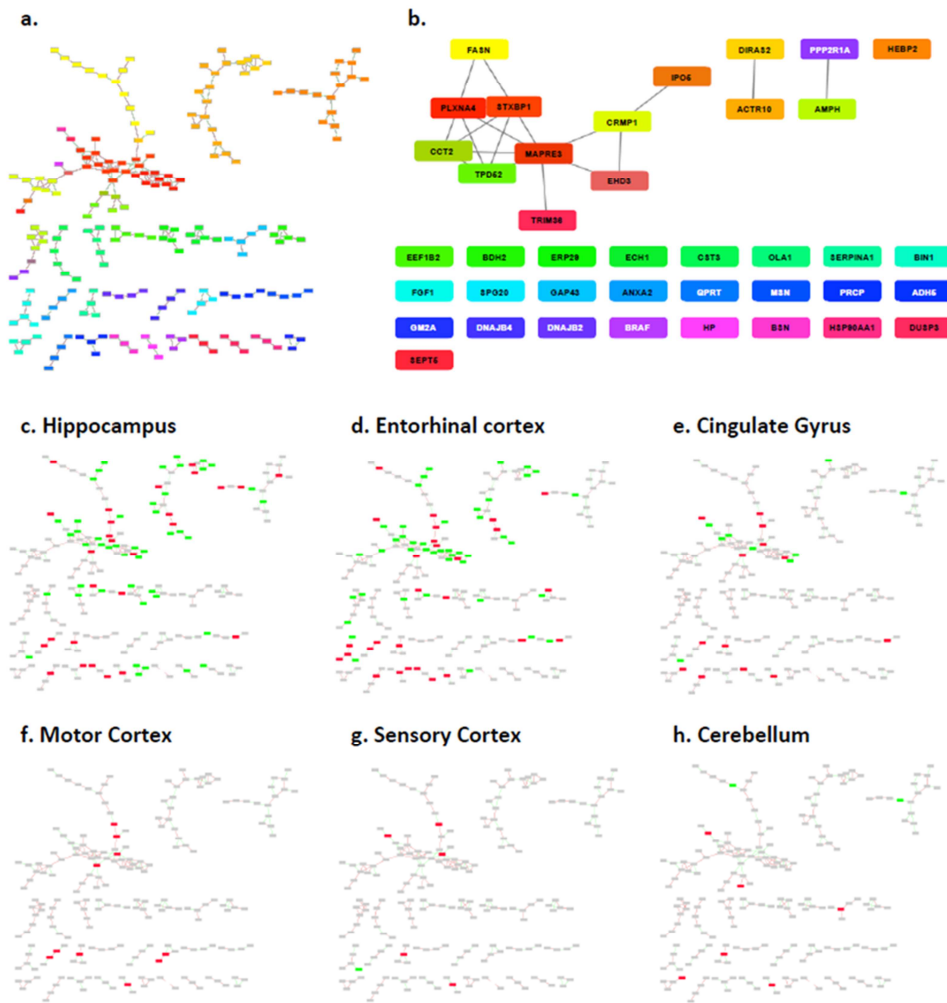 a.
b.
FASN
DIRAS2 PPP2R1A HEBP2
IPO5
PLXNA4 STXBP1 ACTR10 AMPH
CRMP1
CCT2 MAPRE3
TPD52 EHD3
TRIM36
EEF1B2 BDH2 ERP29 ECH1 CST3 OLA1 SERPINA1 BIN1
FGF1 SPG20 GAP43 ANXA2 QPRT MSN PRCP ADH5
GM2A DNAJB4 DNAJB2 BRAF HP BSN HSP90AA1 DUSP3
SEPT5
c. Hippocampus d. Entorhinal cortex e. Cingulate Gyrus
f. Motor Cortex g. Sensory Cortex h. Cerebellum